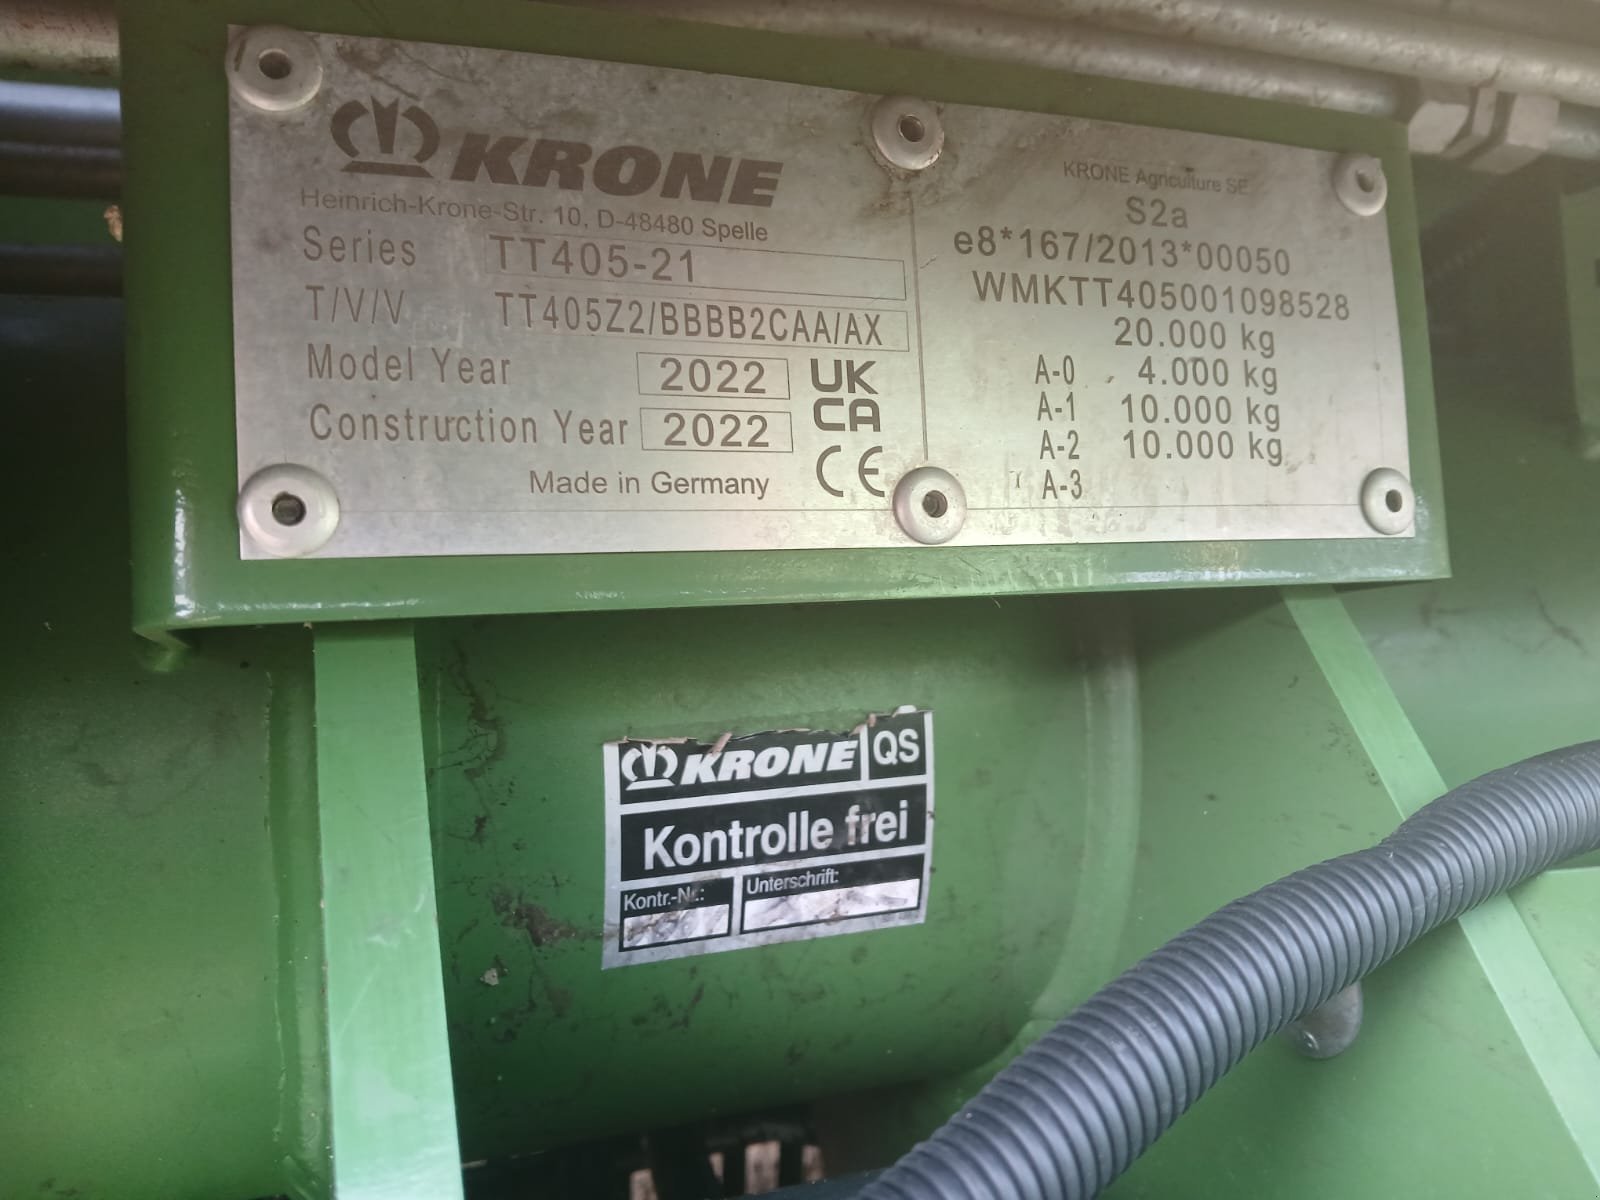 KRONE
Heinrich-Krone-Str. 10, D-48480 Spelle
Series TT405-21
T/V/V TT405Z2/BBBB2CAA/AX
Model Year 2022
Construction Year 2022
UK
CA
CE
Made in Germany
KRONE Agriculture SE
S2a
e8*167/2013*00050
WMKTT405001098528
20.000 kg
A-0 4.000 kg
A-1 10.000 kg
A-2 10.000 kg
A-3
KRONE QS
Kontrolle frei
Kontr.-Nr.: Unterschrift: